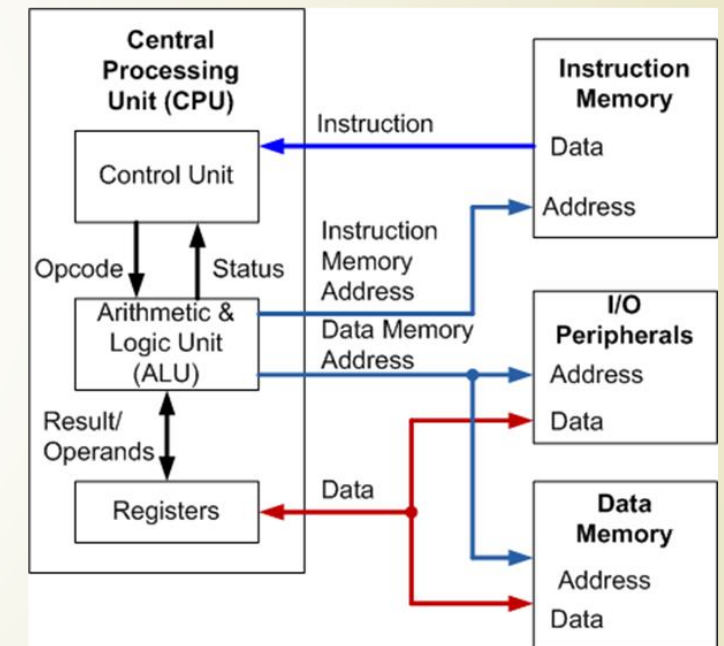 Central
Processing
Unit (CPU)
Control Unit
Opcode
Status
Arithmetic &
Logic Unit
(ALU)
Result/
Operands
Registers
Instruction
Instruction
Memory
Address
Data Memory
Address
Data
Instruction
Memory
Data
Address
I/O
Peripherals
Address
Data
Data
Memory
Address
Data